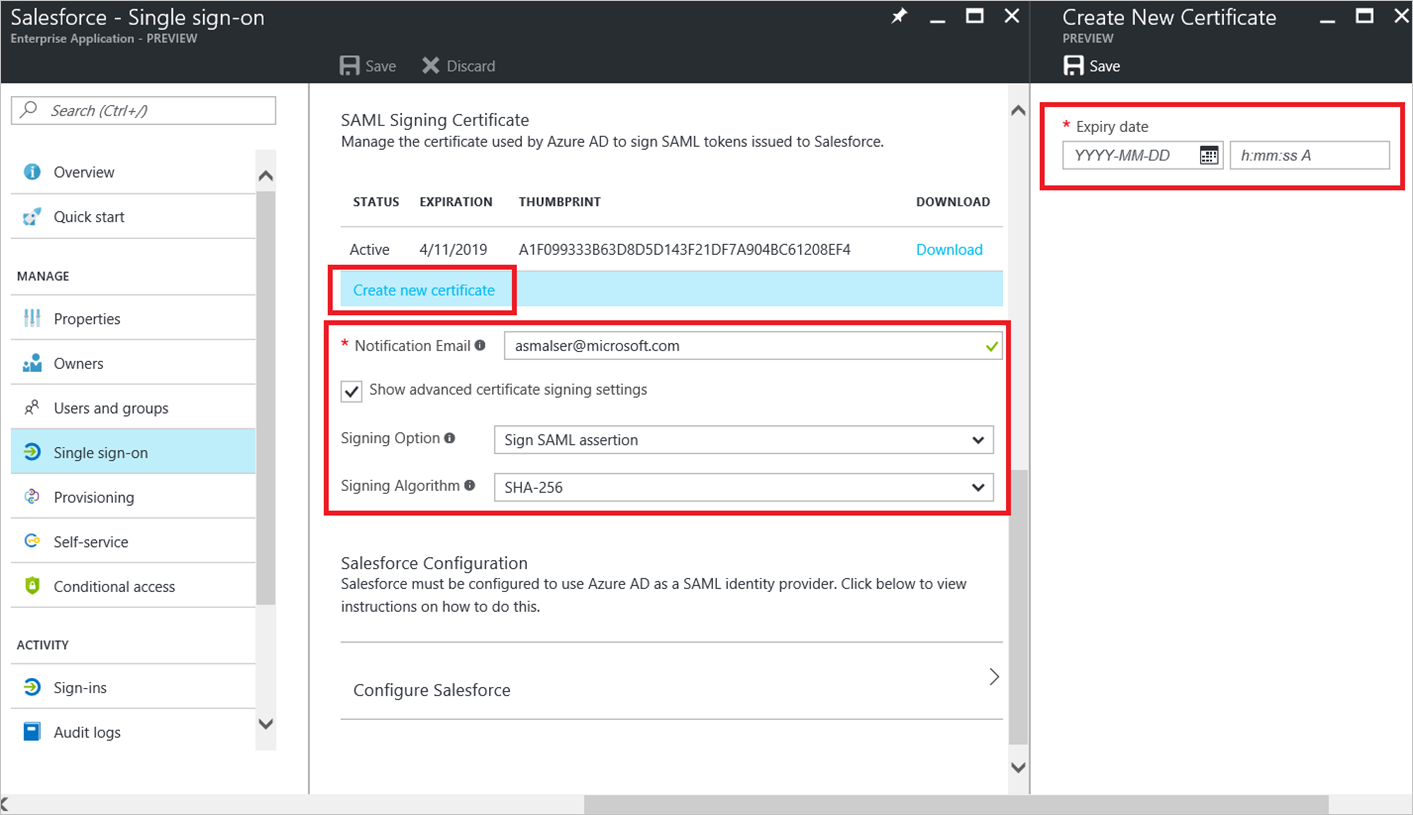 Salesforce - Single sign-on
Enterprise Application - PREVIEW
Save Discard
Search (Ctrl+/)
Overview
Quick start
MANAGE
Properties
Owners
Users and groups
Single sign-on
Provisioning
Self-service
Conditional access
ACTIVITY
Sign-ins
Audit logs
SAML Signing Certificate
Manage the certificate used by Azure AD to sign SAML tokens issued to Salesforce.
STATUS EXPIRATION THUMBPRINT DOWNLOAD
Active 4/11/2019 A1F099333B63D8D5D143F21DF7A904BC61208EF4 Download
Create new certificate
* Notification Email asmalser@microsoft.com
Show advanced certificate signing settings
Signing Option Sign SAML assertion
Signing Algorithm SHA-256
Salesforce Configuration
Salesforce must be configured to use Azure AD as a SAML identity provider. Click below to view
instructions on how to do this.
Configure Salesforce
Create New Certificate
PREVIEW
Save
* Expiry date
YYYY-MM-DD h:mm:ss A